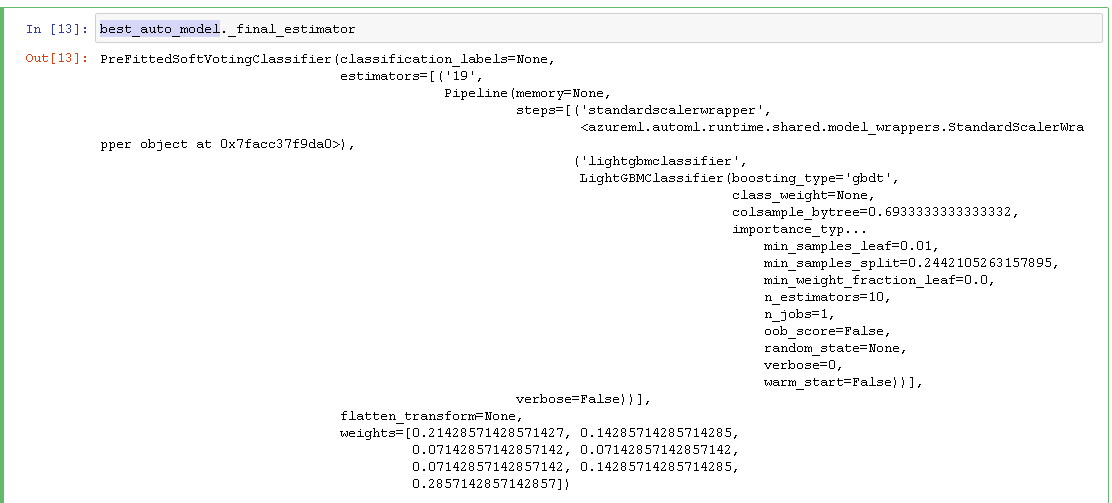 In [13]: best_auto_model._final_estimator
Out[13]: PreFittedSoftVotingClassifier(classification_labels=None,
estimators=[('19',
Pipeline(memory=None,
steps=[('standardscalerwrapper',
<azureml.automl.runtime.shared.model_wrappers.StandardScalerWra
pper object at 0x7facc37f9da0>),
('lightgbmclassifier',
LightGBMClassifier(boosting_type='gbdt',
class_weight=None,
colsample_bytree=0.6933333333333332,
importance_typ...
min_samples_leaf=0.01,
min_samples_split=0.2442105263157895,
min_weight_fraction_leaf=0.0,
n_estimators=10,
n_jobs=1,
oob_score=False,
random_state=None,
verbose=0,
warm_start=False))],
verbose=False))],
flatten_transform=None,
weights=[0.21428571428571427, 0.14285714285714285,
0.07142857142857142, 0.07142857142857142,
0.07142857142857142, 0.14285714285714285,
0.2857142857142857])